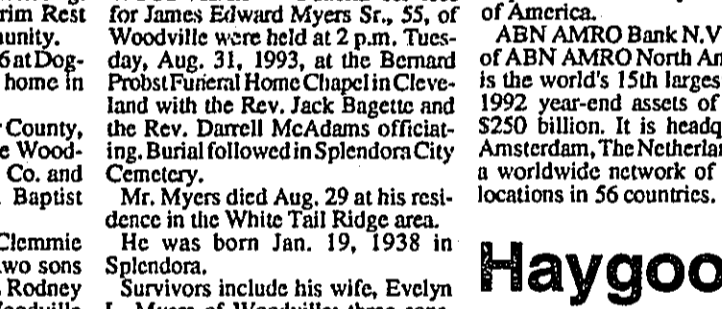 rim Rest
unity.
6 at Dog-
home in
County,
e Wood-
Co. and
Baptist
Clemmie
wo sons
Rodney
for James Edward Myers Sr., 55, of
Woodville were held at 2 p.m. Tues-
day, Aug. 31, 1993, at the Bernard
Probst Funeral Home Chapel in Cleve-
land with the Rev. Jack Bagette and
the Rev. Darrell McAdams officiat-
ing. Burial followed in Splendora City
Cemetery.
Mr. Myers died Aug. 29 at his resi-
dence in the White Tail Ridge area.
He was born Jan. 19, 1938 in
Splendora.
Survivors include his wife, Evelyn
L. Myers of Woodville; three sons
of America.
ABN AMRO Bank N.V
of ABN AMRO North Am
is the world's 15th larges
1992 year-end assets of
$250 billion. It is headq
Amsterdam, The Netherlan
a worldwide network of
locations in 56 countries.
Haygoo